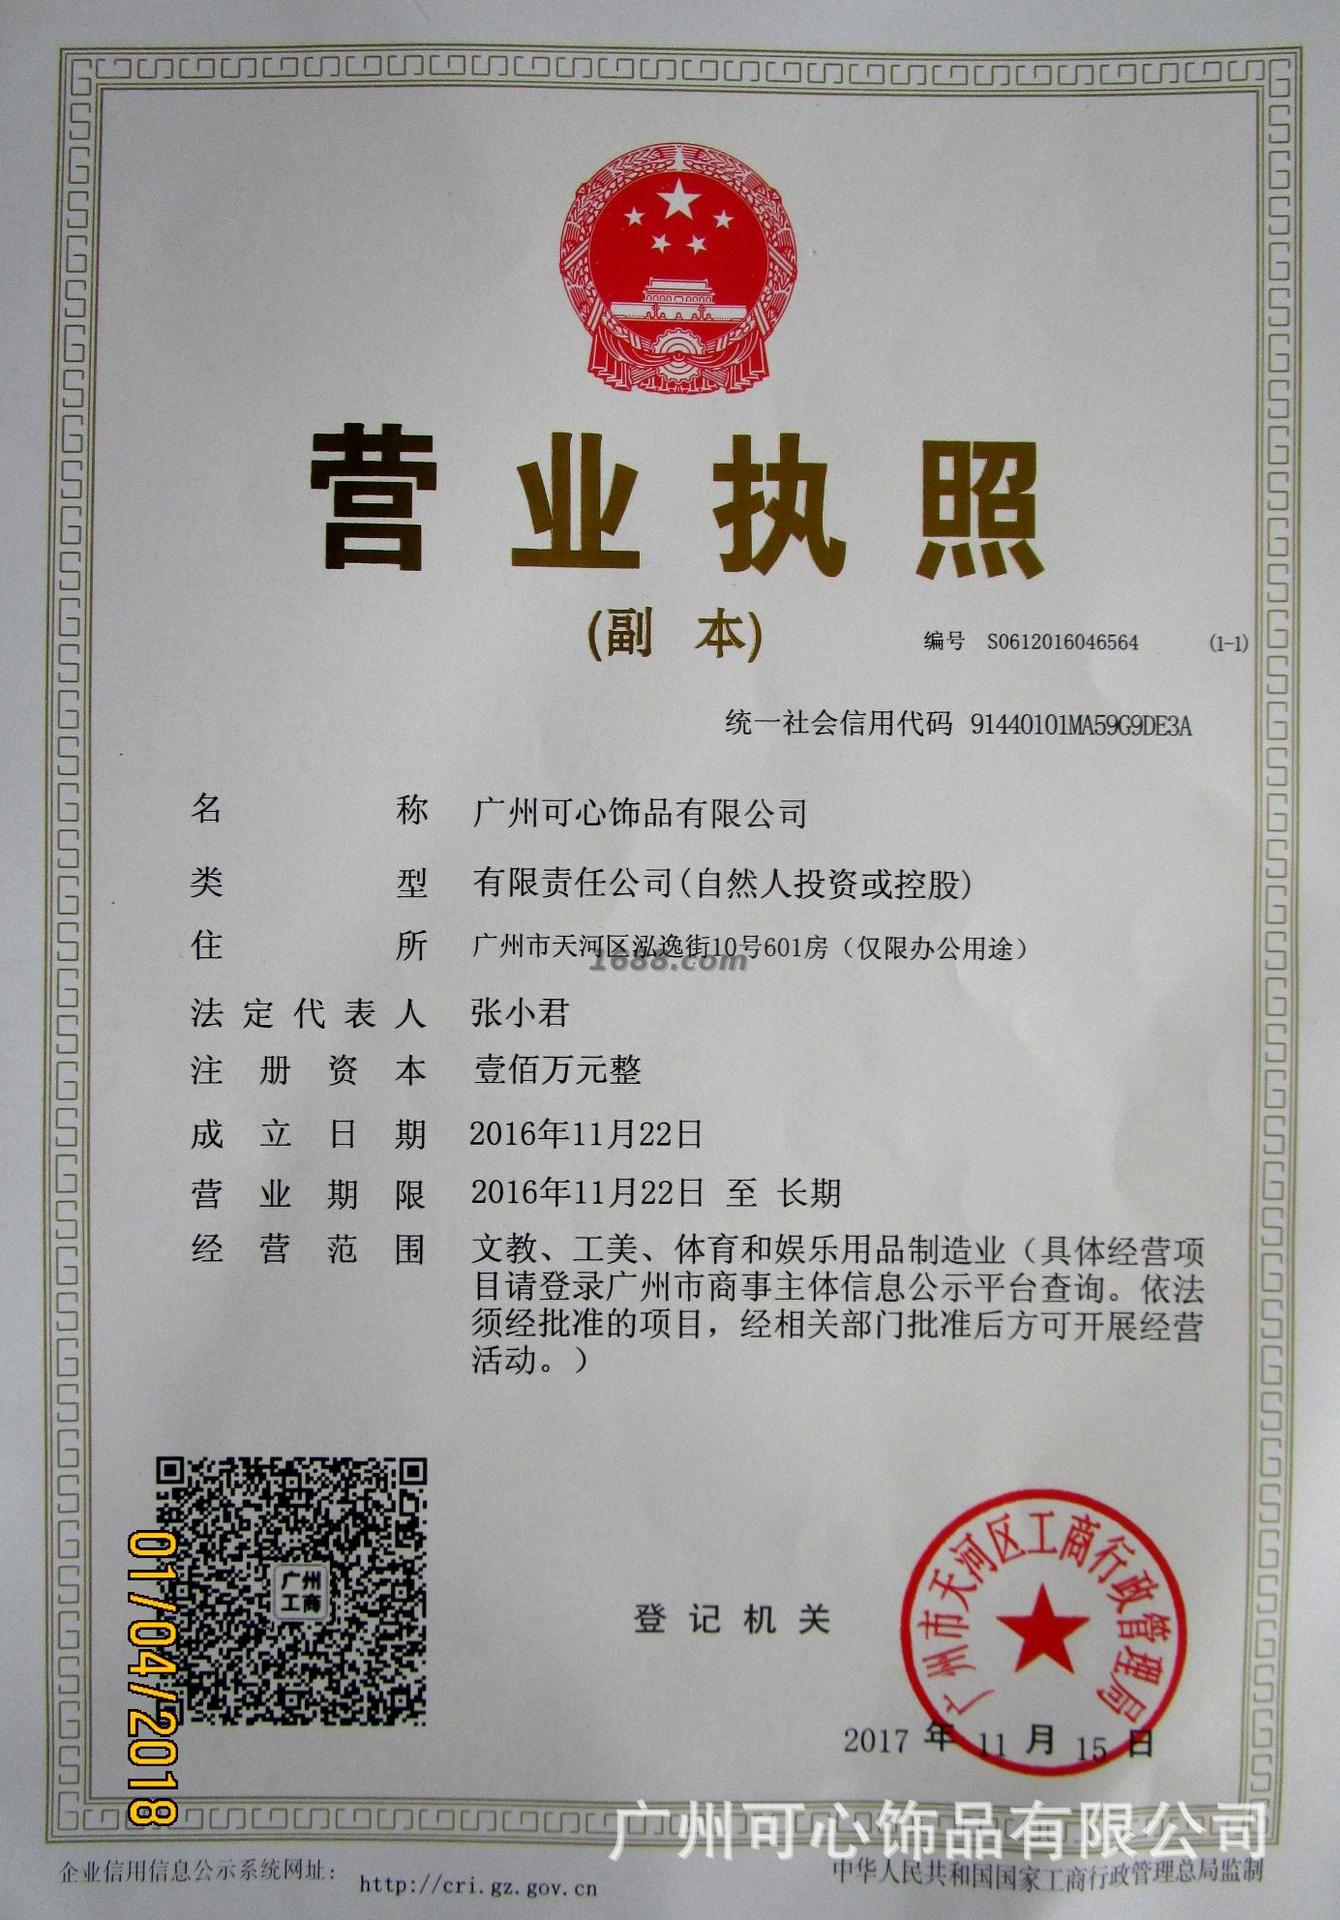 营业执照
(副 本)
编号 S0612016046564 (1-1)
统一社会信用代码 91440101MA59G9DE3A
名称 广州可心饰品有限公司
类型 有限责任公司(自然人投资或控股)
住所 广州市天河区泓逸街10号601房（仅限办公用途）
1688.com
法定代表人 张小君
注册资本 壹佰万元整
成立日期 2016年11月22日
营业期限 2016年11月22日 至 长期
经营范围 文教、工美、体育和娱乐用品制造业（具体经营项
目请登录广州市商事主体信息公示平台查询。依法
须经批准的项目，经相关部门批准后方可开展经营
活动。）
广州
工商
01/04/2018
登记机关
广州市天河区工商行政管理局
2017 年 11 月 15 日
广州可心饰品有限公司
企业信用信息公示系统网址： http://cri.gz.gov.cn
中华人民共和国国家工商行政管理总局监制